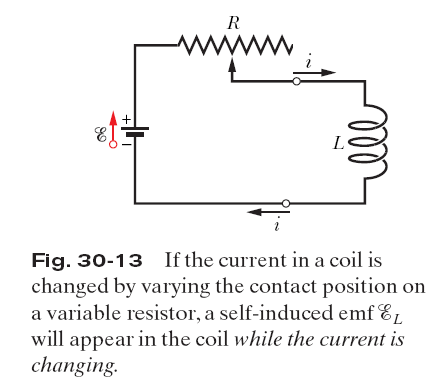 R
i
+
ℰ
–
L
i
Fig. 30-13 If the current in a coil is
changed by varying the contact position on
a variable resistor, a self-induced emf ℰL
will appear in the coil while the current is
changing.